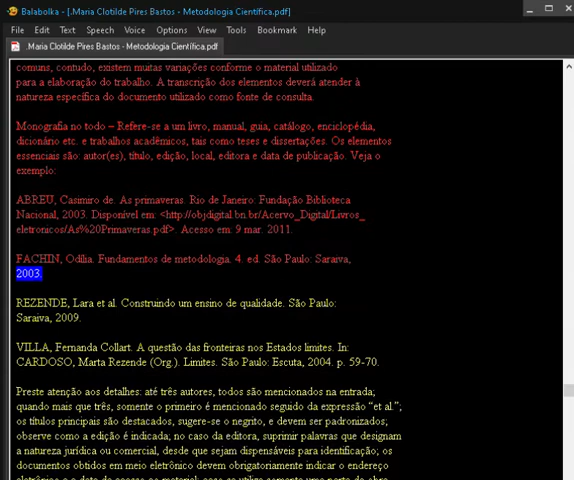 Balabolka - [.Maria Clotilde Pires Bastos - Metodologia Científica.pdf]
File Edit Text Speech Voice Options View Tools Bookmark Help
.Maria Clotilde Pires Bastos - Metodologia Científica.pdf
comuns, contudo, existem muitas variações conforme o material utilizado
para a elaboração do trabalho. A transcrição dos elementos deverá atender à
natureza específica do documento utilizado como fonte de consulta.
Monografia no todo – Refere-se a um livro, manual, guia, catálogo, enciclopédia,
dicionário etc. e trabalhos acadêmicos, tais como teses e dissertações. Os elementos
essenciais são: autor(es), título, edição, local, editora e data de publicação. Veja o
exemplo:
ABREU, Casimiro de. As primaveras. Rio de Janeiro. Fundação Biblioteca
Nacional, 2003. Disponível em: <http://objdigital.bn.br/Acervo_Digital/Livros_
eletronicos/As%20Primaveras.pdf>. Acesso em: 9 mar. 2011.
FACHIN, Odília. Fundamentos de metodologia. 4. ed. São Paulo: Saraiva,
2003.
REZENDE, Lara et al. Construindo um ensino de qualidade. São Paulo:
Saraiva, 2009.
VILLA, Fernanda Collart. A questão das fronteiras nos Estados limites. In:
CARDOSO, Marta Rezende (Org.). Limites. São Paulo: Escuta, 2004. p. 59-70.
Preste atenção aos detalhes: até três autores, todos são mencionados na entrada;
quando mais que três, somente o primeiro é mencionado seguido da expressão “et al.”;
os títulos principais são destacados, sugere-se o negrito, e devem ser padronizados;
observe como a edição é indicada; no caso da editora, suprimir palavras que designam
a natureza jurídica ou comercial, desde que sejam dispensáveis para identificação; os
documentos obtidos em meio eletrônico devem obrigatoriamente indicar o endereço